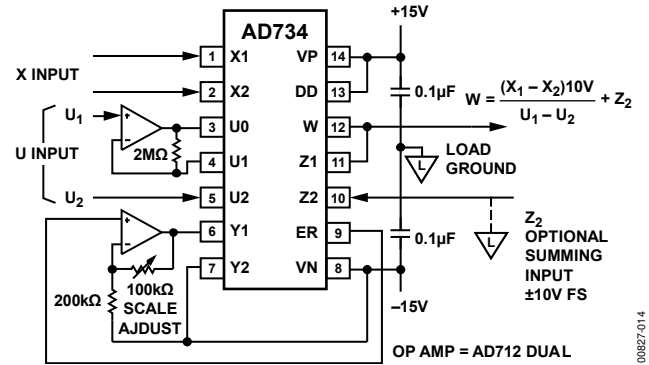 +15V
AD734
X INPUT
1 X1 VP 14
2 X2 DD 13
0.1µF
W = (X1 – X2)10V / U1 – U2 + Z2
U1
U INPUT
+
–
2MΩ
3 U0 W 12
4 U1 Z1 11
L
LOAD
GROUND
U2
5 U2 Z2 10
L
Z2
OPTIONAL
SUMMING
INPUT
±10V FS
+
–
6 Y1 ER 9
0.1µF
7 Y2 VN 8
200kΩ
100kΩ
SCALE
AJDUST
–15V
OP AMP = AD712 DUAL
00827-014